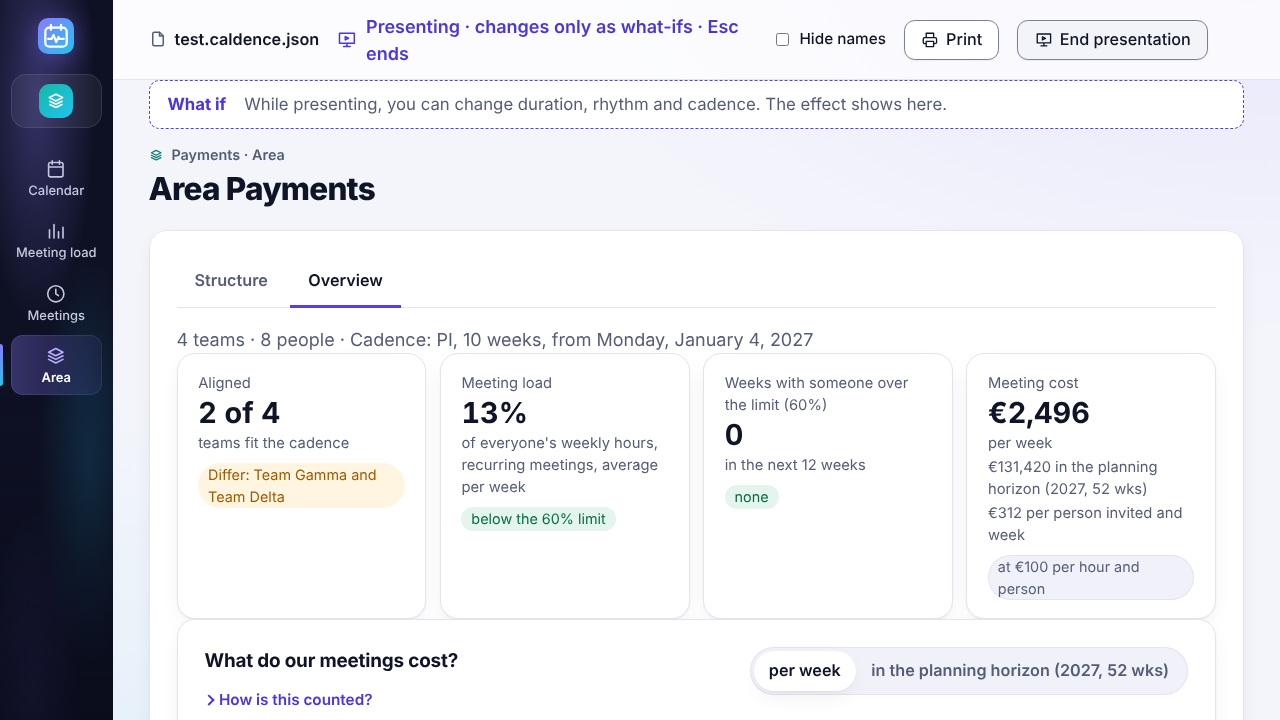 test.caldence.json
Presenting · changes only as what-ifs · Esc
ends
Hide names
Print
End presentation
Calendar
Meeting load
Meetings
Area
What if While presenting, you can change duration, rhythm and cadence. The effect shows here.
Payments · Area
Area Payments
Structure
Overview
4 teams · 8 people · Cadence: PI, 10 weeks, from Monday, January 4, 2027
Aligned
2 of 4
teams fit the cadence
Differ: Team Gamma and
Team Delta
Meeting load
13%
of everyone's weekly hours,
recurring meetings, average
per week
below the 60% limit
Weeks with someone over
the limit (60%)
0
in the next 12 weeks
none
Meeting cost
€2,496
per week
€131,420 in the planning
horizon (2027, 52 wks)
€312 per person invited and
week
at €100 per hour and
person
What do our meetings cost?
per week
in the planning horizon (2027, 52 wks)
How is this counted?